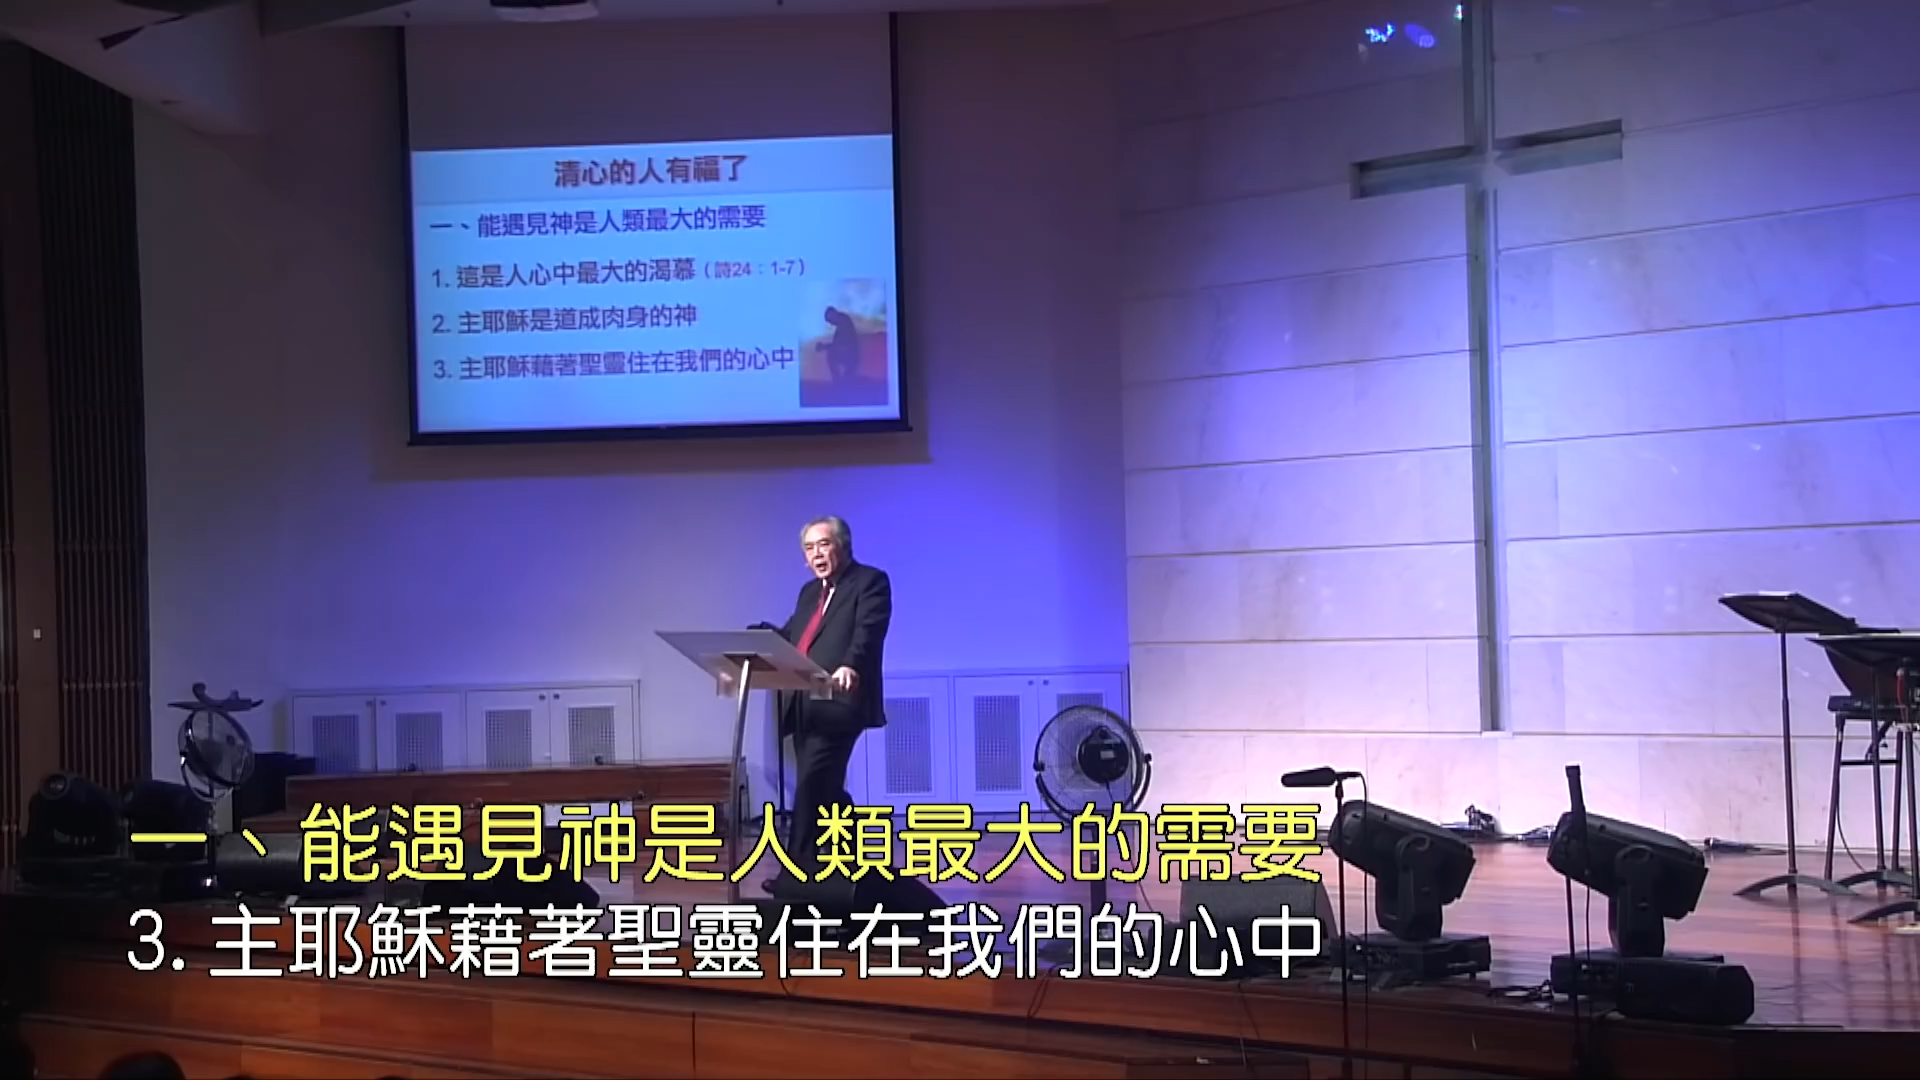 清心的人有福了
一、能遇見神是人類最大的需要
1. 這是人心中最大的渴慕（詩24：1-7）
2. 主耶穌是道成肉身的神
3. 主耶穌藉著聖靈住在我們的心中
一、能遇見神是人類最大的需要
3. 主耶穌藉著聖靈住在我們的心中